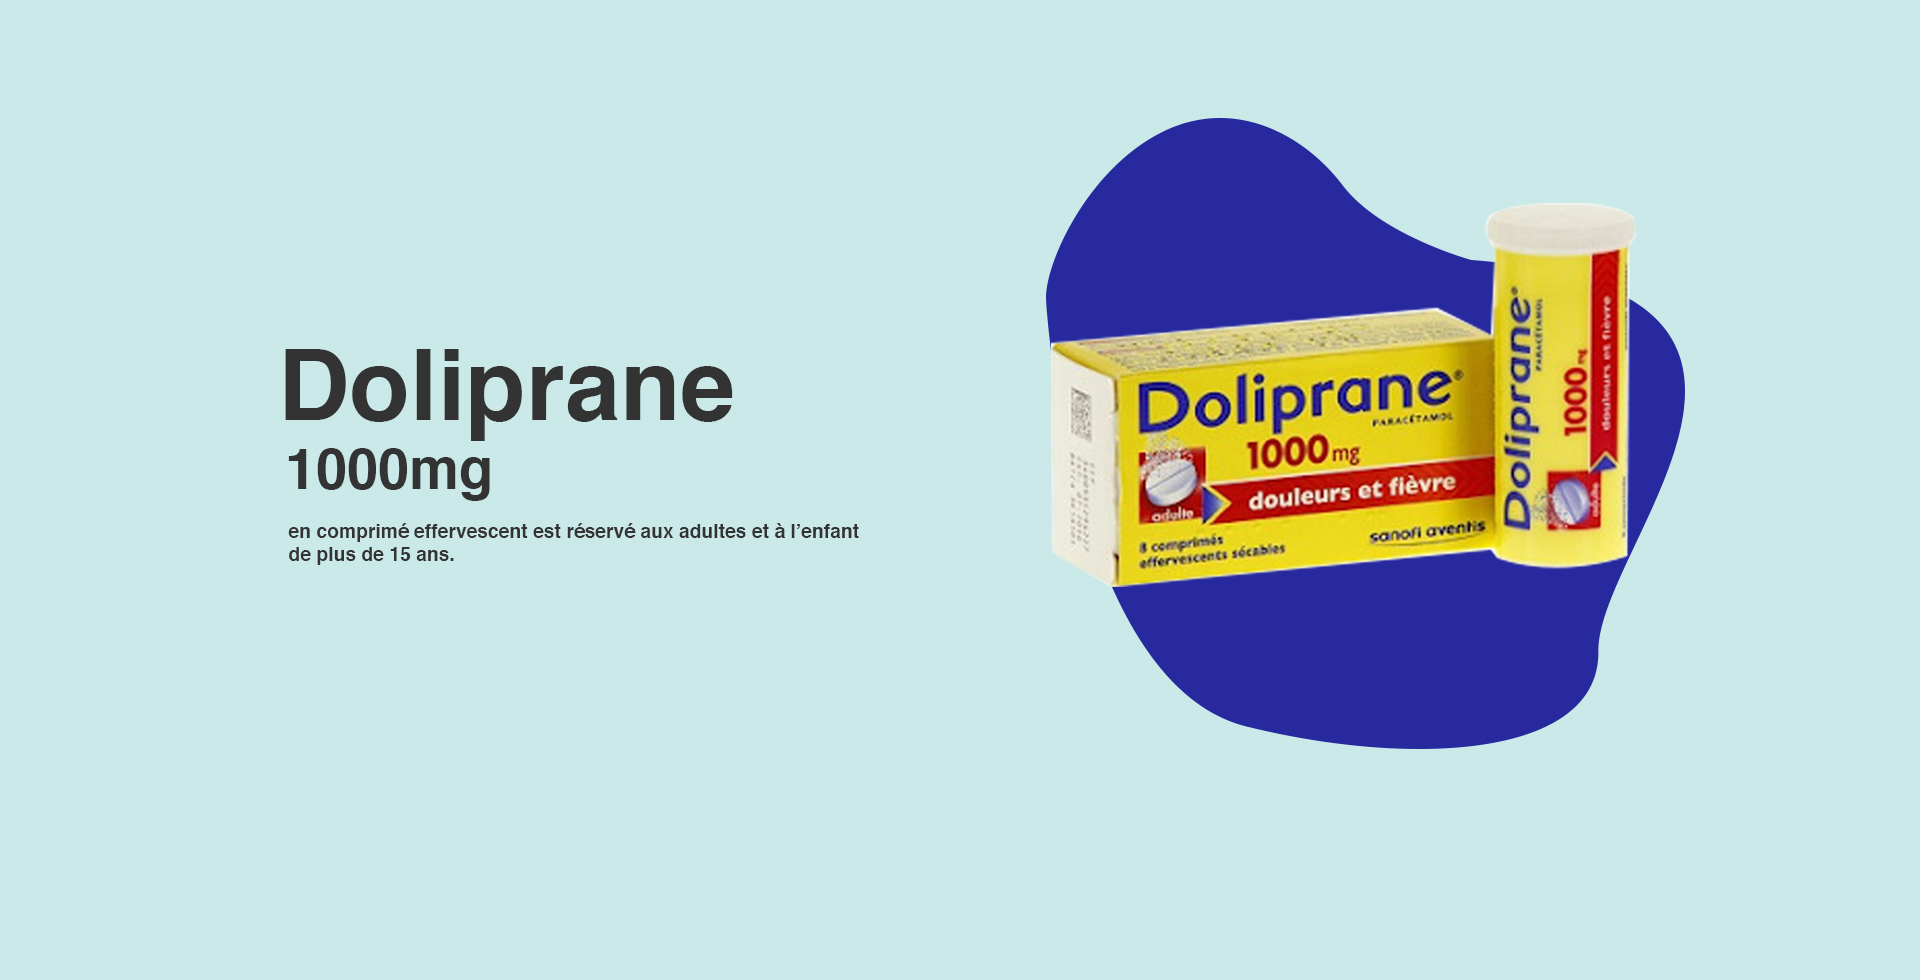 Doliprane
1000mg
en comprimé effervescent est réservé aux adultes et à l’enfant
de plus de 15 ans.
Doliprane®
PARACÉTAMOL
1000 mg
douleurs et fièvre
adulte
8 comprimés
effervescents sécables
sanofi aventis
Doliprane®
PARACÉTAMOL
1000 mg
douleurs et fièvre
adulte